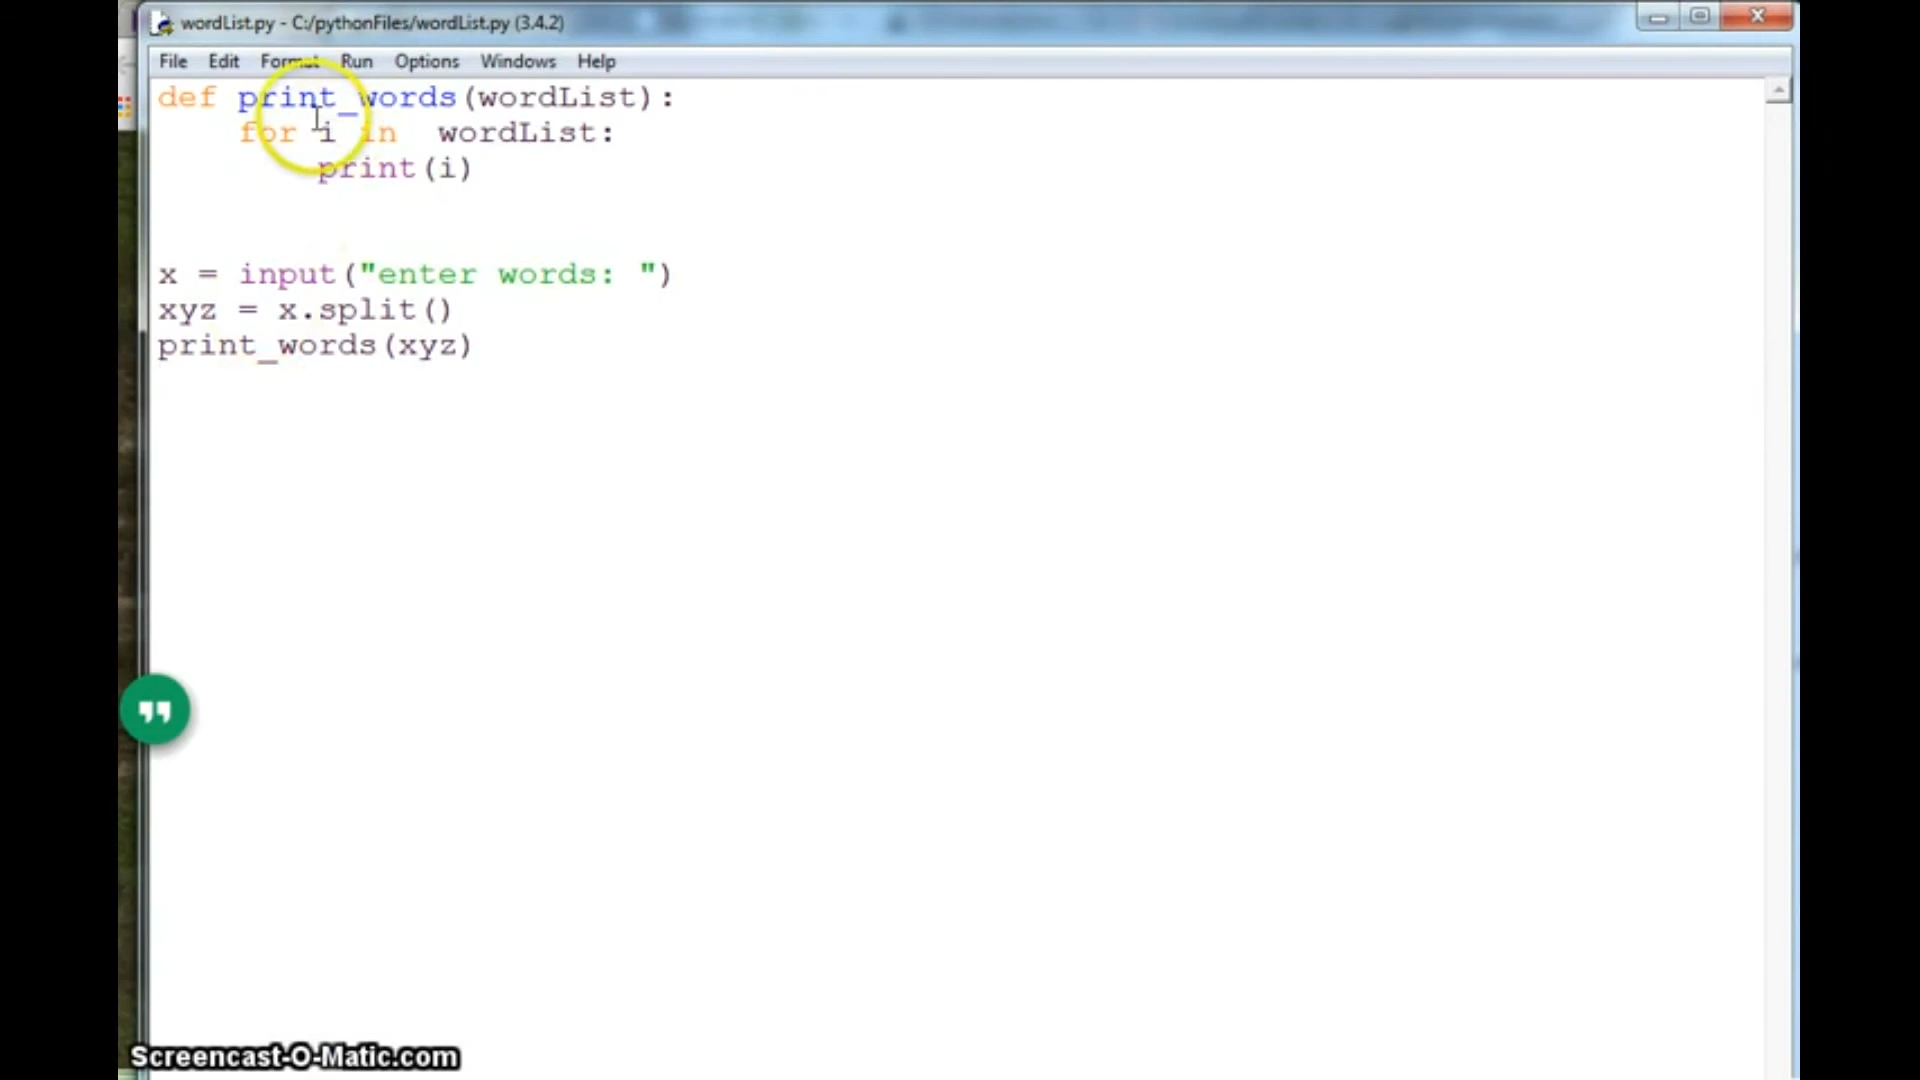 wordList.py - C:/pythonFiles/wordList.py (3.4.2)
File Edit Format Run Options Windows Help
def print_words(wordList):
    for i in  wordList:
        print(i)
x = input("enter words: ")
xyz = x.split()
print_words(xyz)
Screencast-O-Matic.com